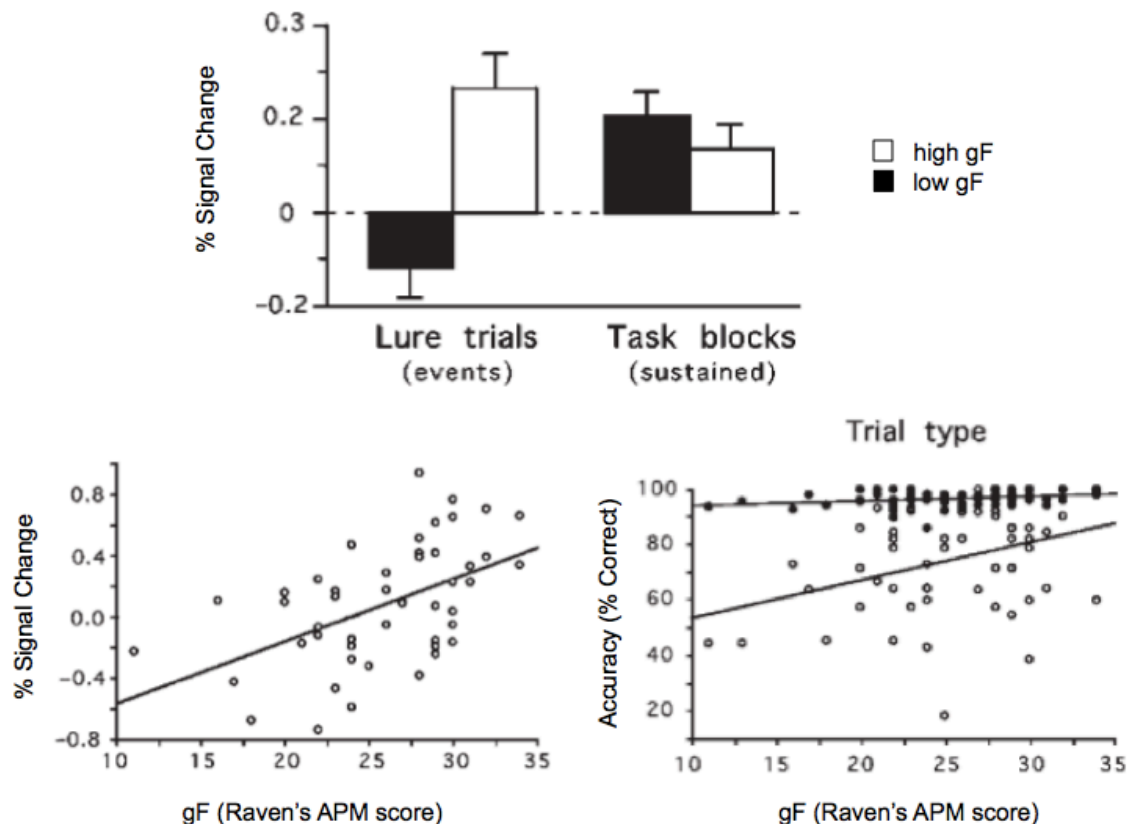 0.3
0.2
0
-0.2
% Signal Change
high gF
low gF
Lure trials
(events)
Task blocks
(sustained)
0.8
0.4
0.0
-0.4
-0.8
% Signal Change
10 15 20 25 30 35
gF (Raven's APM score)
Trial type
100
80
60
40
20
Accuracy (% Correct)
10 15 20 25 30 35
gF (Raven's APM score)